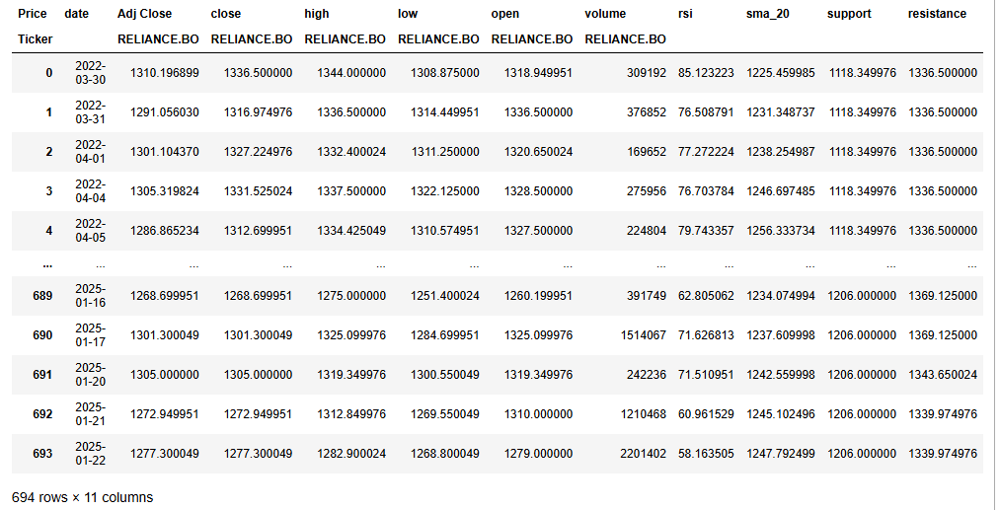 Price date Adj Close close high low open volume rsi sma_20 support resistance
Ticker RELIANCE.BO RELIANCE.BO RELIANCE.BO RELIANCE.BO RELIANCE.BO RELIANCE.BO
0 2022-03-30 1310.196899 1336.500000 1344.000000 1308.875000 1318.949951 309192 85.123223 1225.459985 1118.349976 1336.500000
1 2022-03-31 1291.056030 1316.974976 1336.500000 1314.449951 1336.500000 376852 76.508791 1231.348737 1118.349976 1336.500000
2 2022-04-01 1301.104370 1327.224976 1332.400024 1311.250000 1320.650024 169652 77.272224 1238.254987 1118.349976 1336.500000
3 2022-04-04 1305.319824 1331.525024 1337.500000 1322.125000 1328.500000 275956 76.703784 1246.697485 1118.349976 1336.500000
4 2022-04-05 1286.865234 1312.699951 1334.425049 1310.574951 1327.500000 224804 79.743357 1256.333734 1118.349976 1336.500000
... ... ... ... ... ... ... ... ... ... ... ...
689 2025-01-16 1268.699951 1268.699951 1275.000000 1251.400024 1260.199951 391749 62.805062 1234.074994 1206.000000 1369.125000
690 2025-01-17 1301.300049 1301.300049 1325.099976 1284.699951 1325.099976 1514067 71.626813 1237.609998 1206.000000 1369.125000
691 2025-01-20 1305.000000 1305.000000 1319.349976 1300.550049 1319.349976 242236 71.510951 1242.559998 1206.000000 1343.650024
692 2025-01-21 1272.949951 1272.949951 1312.849976 1269.550049 1310.000000 1210468 60.961529 1245.102496 1206.000000 1339.974976
693 2025-01-22 1277.300049 1277.300049 1282.900024 1268.800049 1279.000000 2201402 58.163505 1247.792499 1206.000000 1339.974976
694 rows × 11 columns